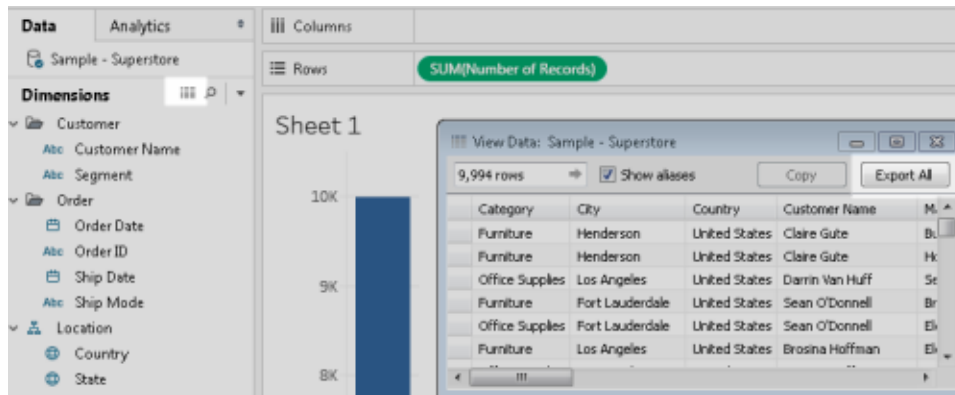 Data Analytics
Sample - Superstore
Dimensions
Customer
Abc Customer Name
Abc Segment
Order
Order Date
Abc Order ID
Ship Date
Abc Ship Mode
Location
Country
State
Columns
Rows SUM(Number of Records)
Sheet 1
10K
9K
8K
View Data: Sample - Superstore
9,994 rows Show aliases Copy Export All
Category City Country Customer Name
Furniture Henderson United States Claire Gute
Furniture Henderson United States Claire Gute
Office Supplies Los Angeles United States Darrin Van Huff
Furniture Fort Lauderdale United States Sean O'Donnell
Office Supplies Fort Lauderdale United States Sean O'Donnell
Furniture Los Angeles United States Brosina Hoffman